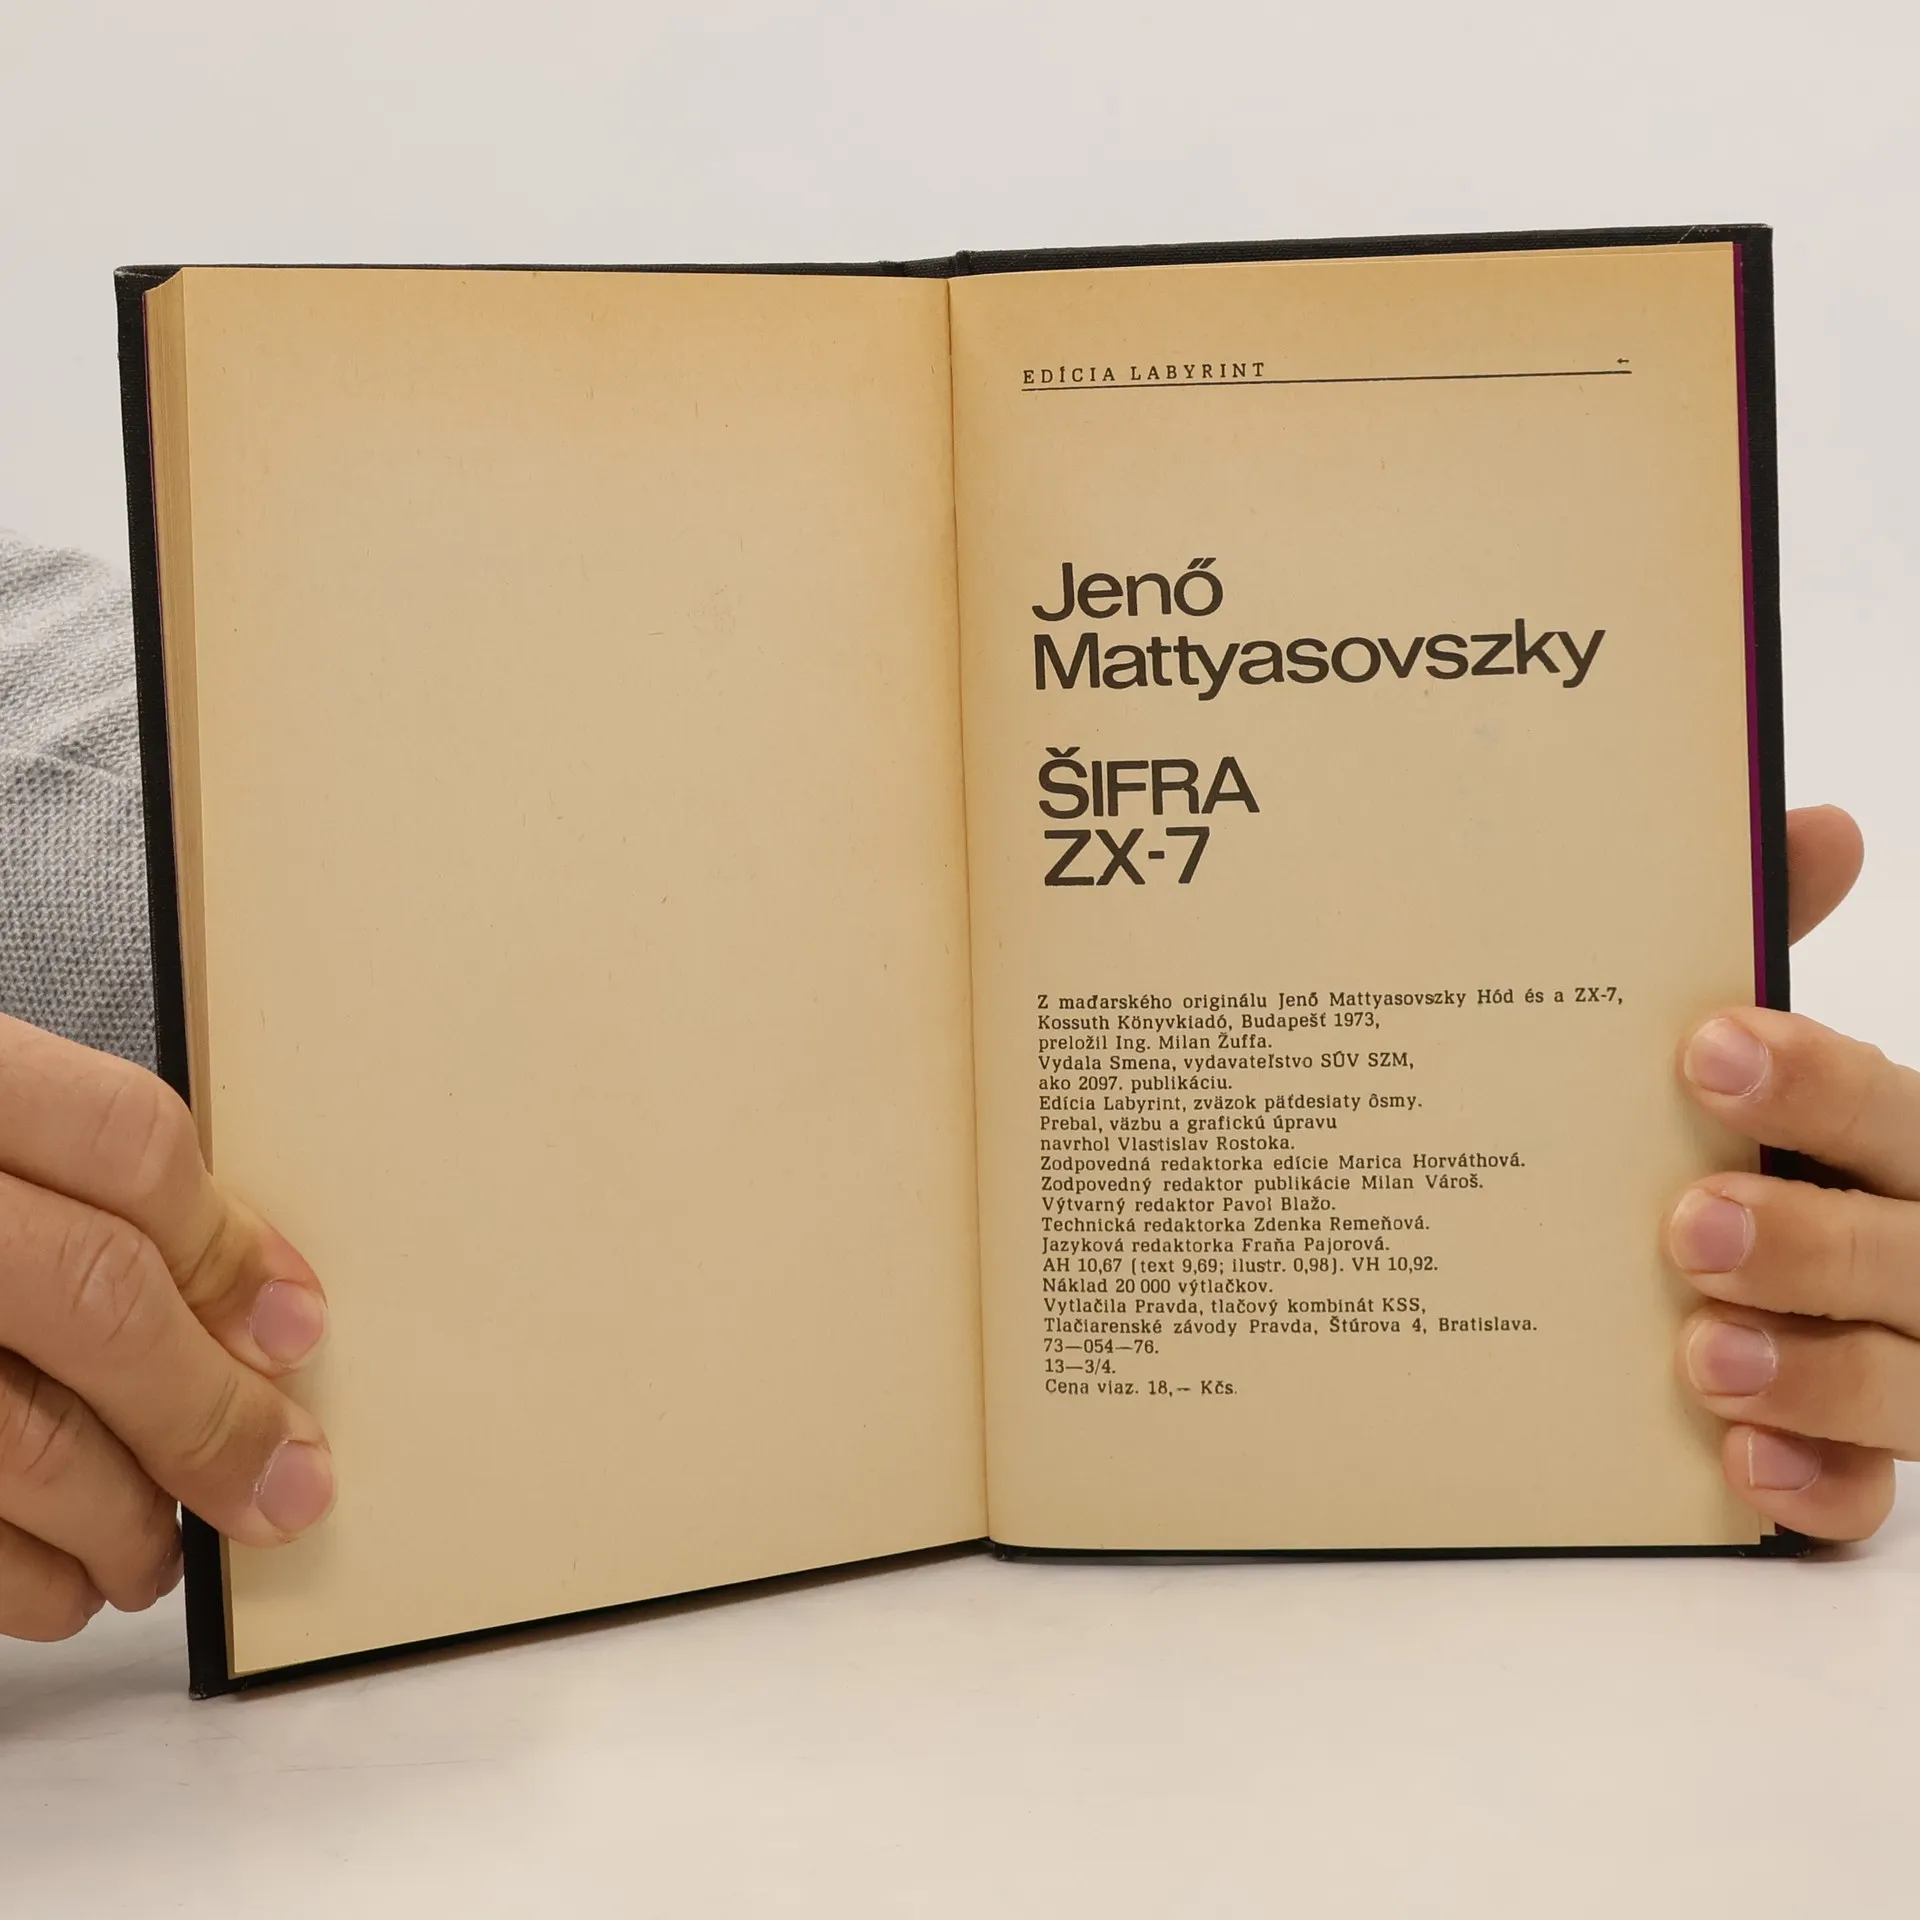 EDÍCIA LABYRINT
Jenő
Mattyasovszky
ŠIFRA
ZX-7
Z maďarského originálu Jenő Mattyasovszky Hód és a ZX-7,
Kossuth Könyvkiadó, Budapešť 1973,
preložil Ing. Milan Žuffa.
Vydala Smena, vydavateľstvo SÚV SZM,
ako 2097. publikáciu.
Edícia Labyrint, zväzok päťdesiaty ôsmy.
Prebal, väzbu a grafickú úpravu
navrhol Vlastislav Rostoka.
Zodpovedná redaktorka edície Marica Horváthová.
Zodpovedný redaktor publikácie Milan Város̆.
Výtvarný redaktor Pavol Blažo.
Technická redaktorka Zdenka Remeňová.
Jazyková redaktorka Fraňa Pajorová.
AH 10,67 (text 9,69; ilustr. 0,98). VH 10,92.
Náklad 20 000 výtlačkov.
Vytlačila Pravda, tlačový kombinát KSS,
Tlačiarenské závody Pravda, Štúrova 4, Bratislava.
73—054—76.
13—3/4.
Cena viaz. 18,— Kčs.